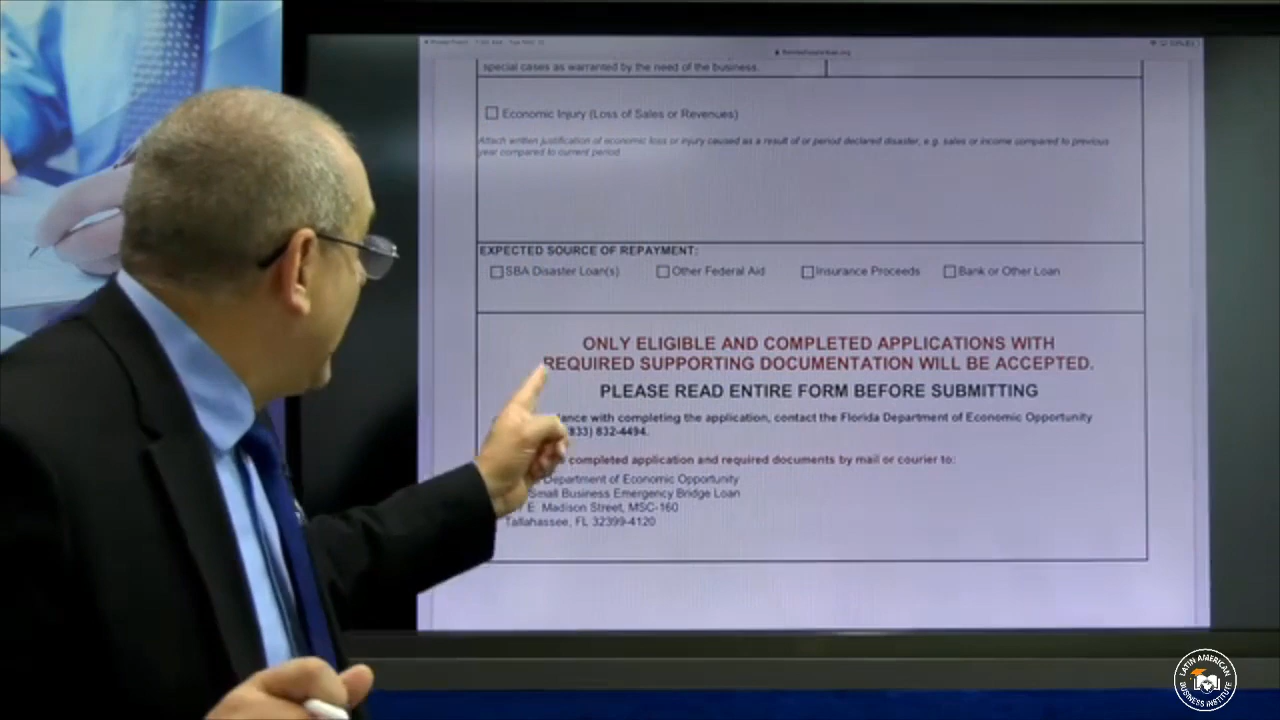 special cases as warranted by the need of the business.
Economic Injury (Loss of Sales or Revenues)
Attach written justification of economic loss or injury caused as a result of or period declared disaster, e.g. sales or income compared to previous
year compared to current period
EXPECTED SOURCE OF REPAYMENT:
SBA Disaster Loan(s) Other Federal Aid Insurance Proceeds Bank or Other Loan
ONLY ELIGIBLE AND COMPLETED APPLICATIONS WITH
REQUIRED SUPPORTING DOCUMENTATION WILL BE ACCEPTED.
PLEASE READ ENTIRE FORM BEFORE SUBMITTING
with completing the application, contact the Florida Department of Economic Opportunity
832-4494.
completed application and required documents by mail or courier to:
Department of Economic Opportunity
Small Business Emergency Bridge Loan
E. Madison Street, MSC-160
Tallahassee, FL 32399-4120
LATIN AMERICAN
BUSINESS INSTITUTE